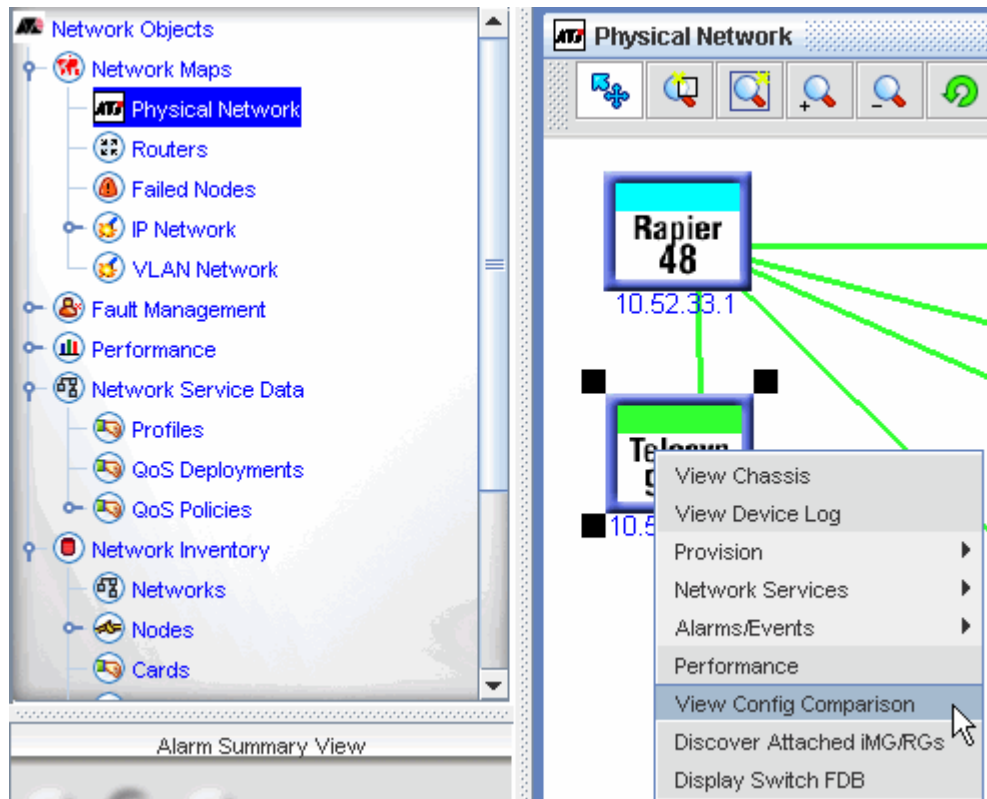 Network Objects
Network Maps
Physical Network
Routers
Failed Nodes
IP Network
VLAN Network
Fault Management
Performance
Network Service Data
Profiles
QoS Deployments
QoS Policies
Network Inventory
Networks
Nodes
Cards
Alarm Summary View
Physical Network
Rapier
48
10.52.33.1
View Chassis
View Device Log
Provision
Network Services
Alarms/Events
Performance
View Config Comparison
Discover Attached iMG/RGs
Display Switch FDB